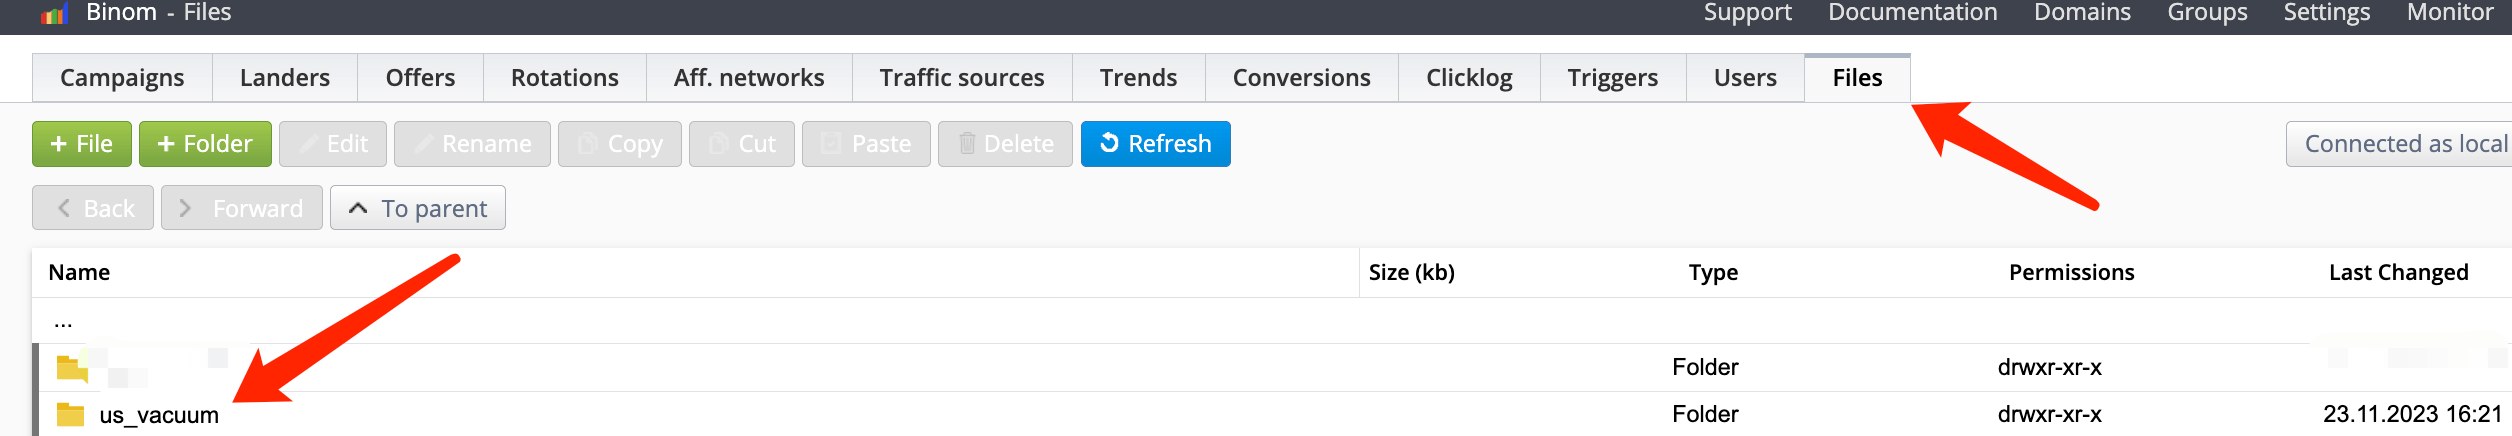 Binom - Files Support Documentation Domains Groups Settings Monitor
Campaigns Landers Offers Rotations Aff. networks Traffic sources Trends Conversions Clicklog Triggers Users Files
+ File + Folder Edit Rename Copy Cut Paste Delete Refresh Connected as local
Back Forward To parent
Name Size (kb) Type Permissions Last Changed
...
Folder drwxr-xr-x
us_vacuum Folder drwxr-xr-x 23.11.2023 16:21